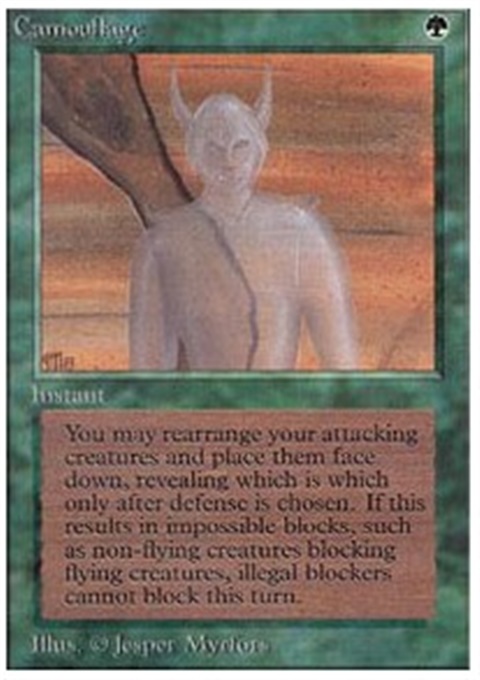 Camouflage
Instant
You may rearrange your attacking
creatures and place them face
down, revealing which is which
only after defense is chosen. If this
results in impossible blocks, such
as non-flying creatures blocking
flying creatures, illegal blockers
cannot block this turn.
Illus. © Jesper Myrfors